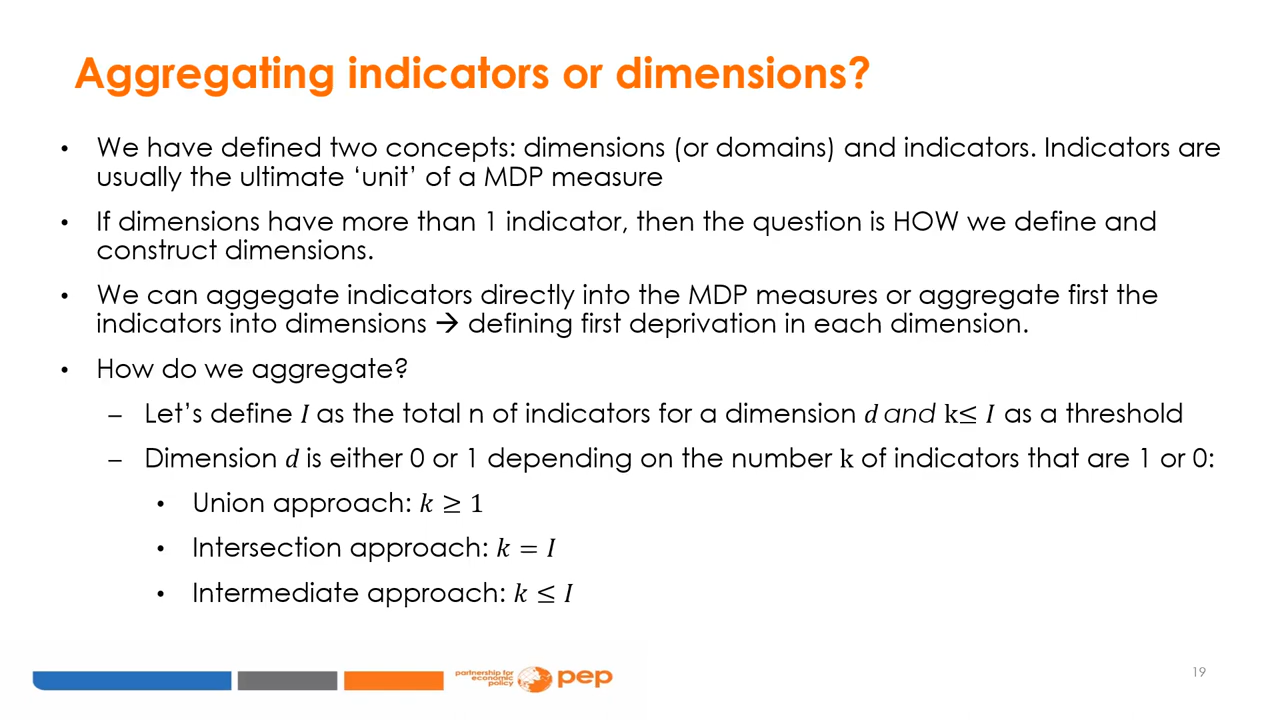 Aggregating indicators or dimensions?
• We have defined two concepts: dimensions (or domains) and indicators. Indicators are
usually the ultimate ‘unit’ of a MDP measure
• If dimensions have more than 1 indicator, then the question is HOW we define and
construct dimensions.
• We can aggegate indicators directly into the MDP measures or aggregate first the
indicators into dimensions → defining first deprivation in each dimension.
• How do we aggregate?
– Let’s define I as the total n of indicators for a dimension d and k≤ I as a threshold
– Dimension d is either 0 or 1 depending on the number k of indicators that are 1 or 0:
• Union approach: k ≥ 1
• Intersection approach: k = I
• Intermediate approach: k ≤ I
partnership for
economic
policy
pep
19